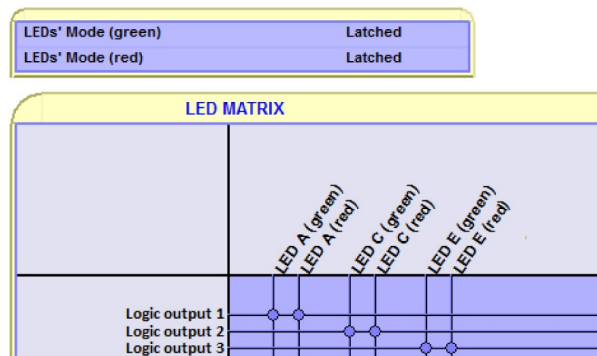 LEDs' Mode (green) Latched
LEDs' Mode (red) Latched
LED MATRIX
LED A (green)
LED A (red)
LED C (green)
LED C (red)
LED E (green)
LED E (red)
Logic output 1
Logic output 2
Logic output 3